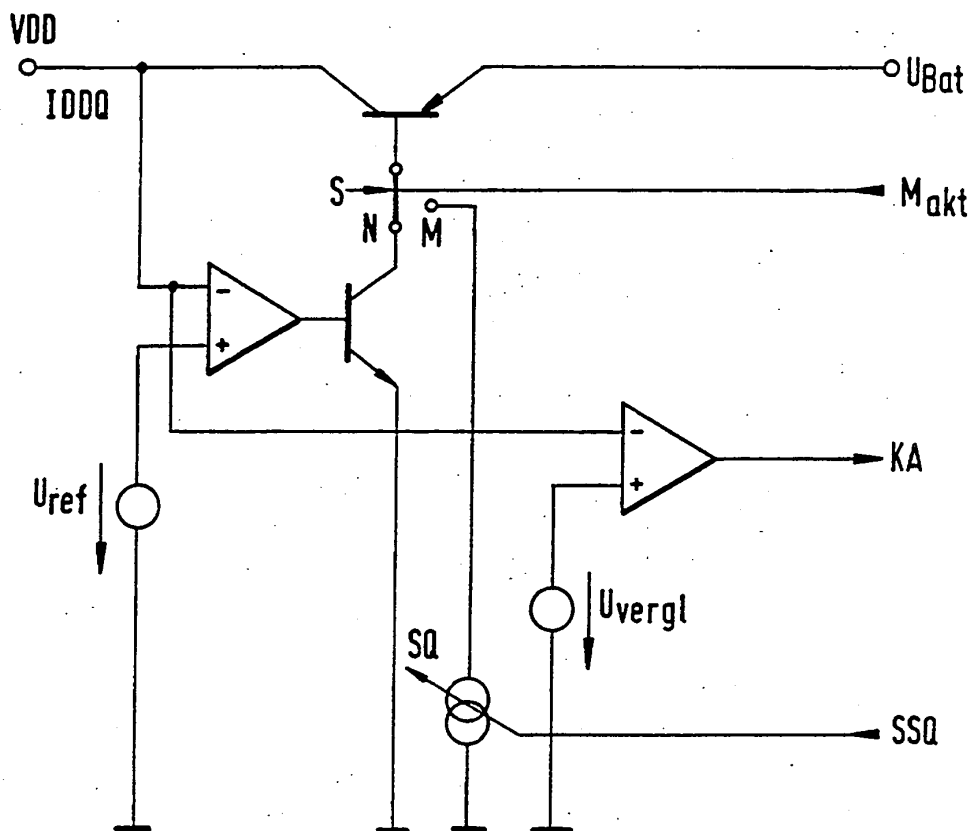 VDD
IDDQ
UBat
S
Makt
N
M
-
+
Uref
-
+
KA
Uvergl
SQ
SSQ